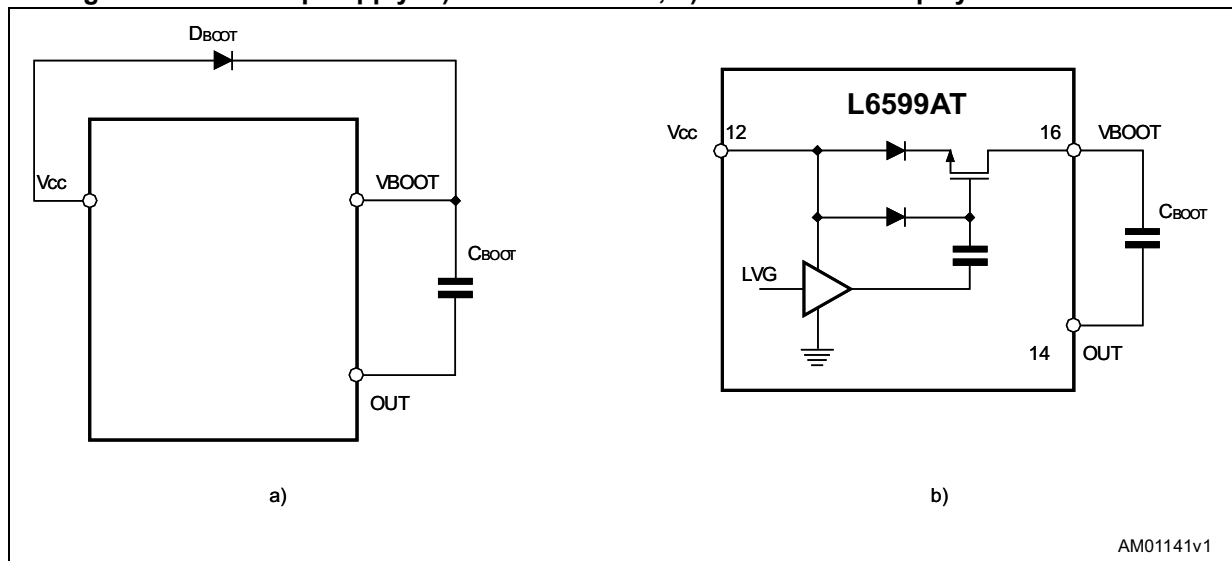 DBOOT
Vcc
VBOOT
CBOOT
OUT
a)
L6599AT
Vcc
12
16
VBOOT
CBOOT
LVG
14
OUT
b)
AM01141v1